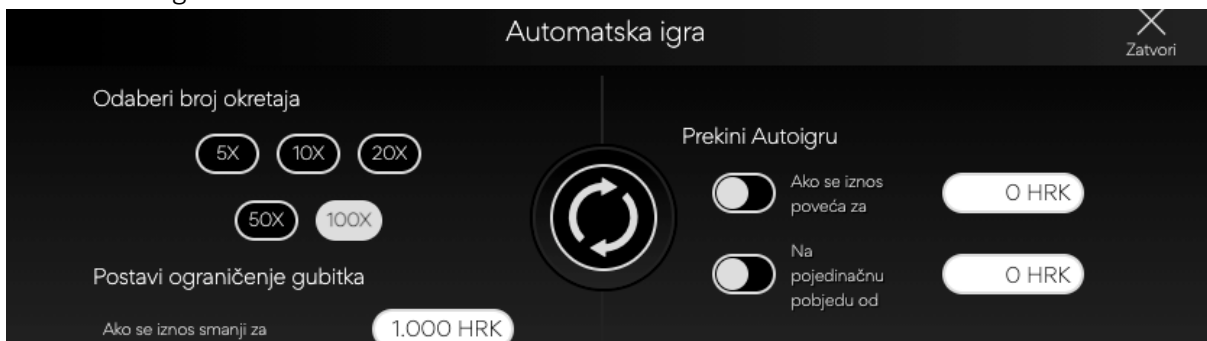 Automatska igra
Zatvori
Odaberi broj okretaja
5X 10X 20X
50X 100X
Postavi ograničenje gubitka
Ako se iznos smanji za 1.000 HRK
Prekini Autoigru
Ako se iznos
poveća za
0 HRK
Na
pojedinačnu
pobjedu od
0 HRK